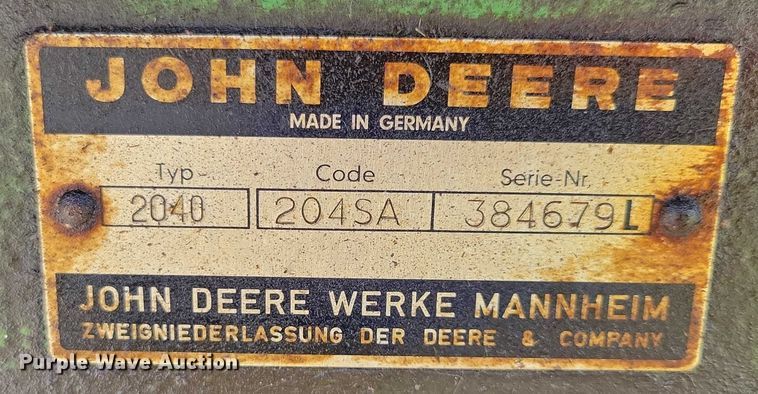 JOHN DEERE
MADE IN GERMANY
Typ Code Serie-Nr.
2040 204SA 384679L
JOHN DEERE WERKE MANNHEIM
ZWEIGNIEDERLASSUNG DER DEERE & COMPANY
Purple Wave Auction